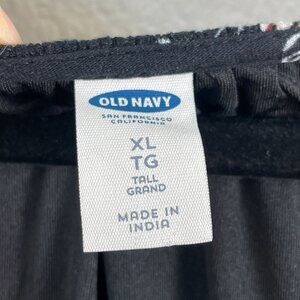 OLD NAVY
SAN FRANCISCO
CALIFORNIA
XL
TG
TALL
GRAND
MADE IN
INDIA